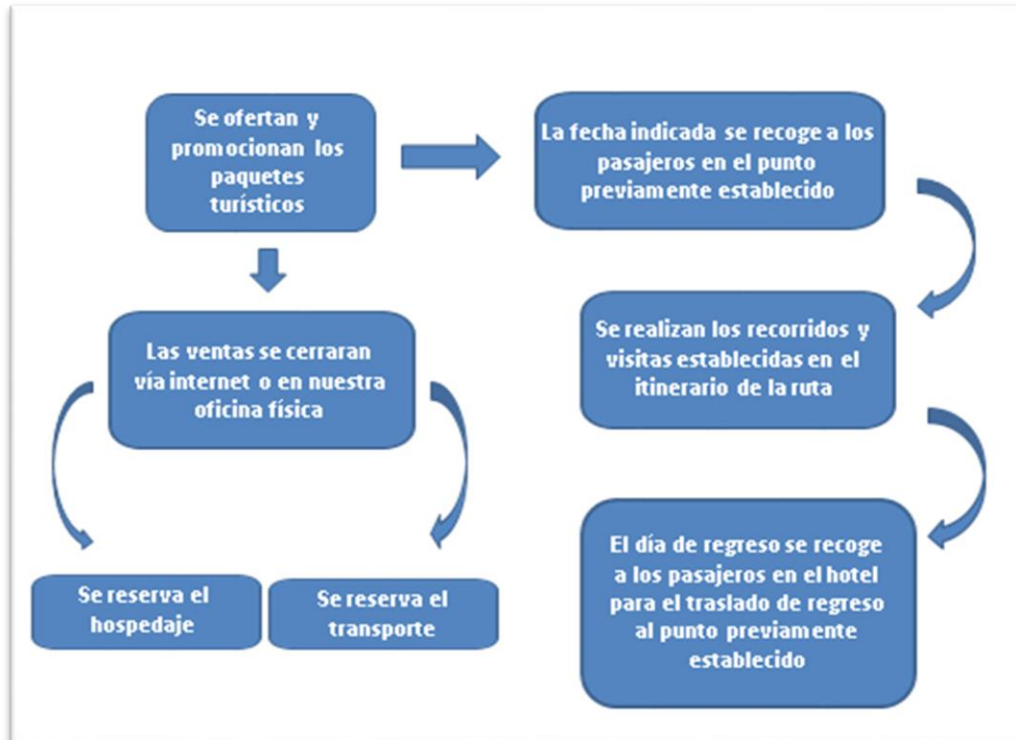 Se ofertan y
promocionan los
paquetes
turísticos
Las ventas se cerraran
vía internet o en nuestra
oficina física
Se reserva el
hospedaje
Se reserva el
transporte
La fecha indicada se recoge a los
pasajeros en el punto
previamente establecido
Se realizan los recorridos y
visitas establecidas en el
itinerario de la ruta
El día de regreso se recoge
a los pasajeros en el hotel
para el traslado de regreso
al punto previamente
establecido